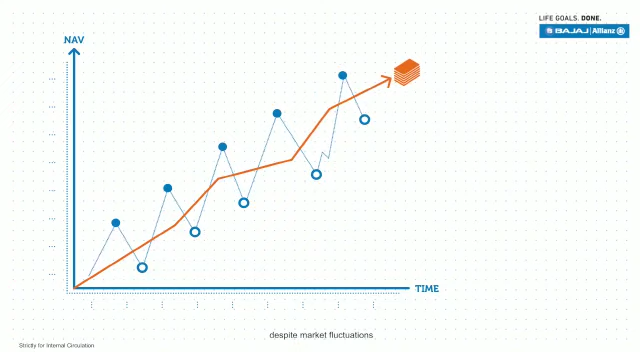 LIFE GOALS. DONE.
BAJAJ | Allianz
NAV
TIME
despite market fluctuations
Strictly for Internal Circulation